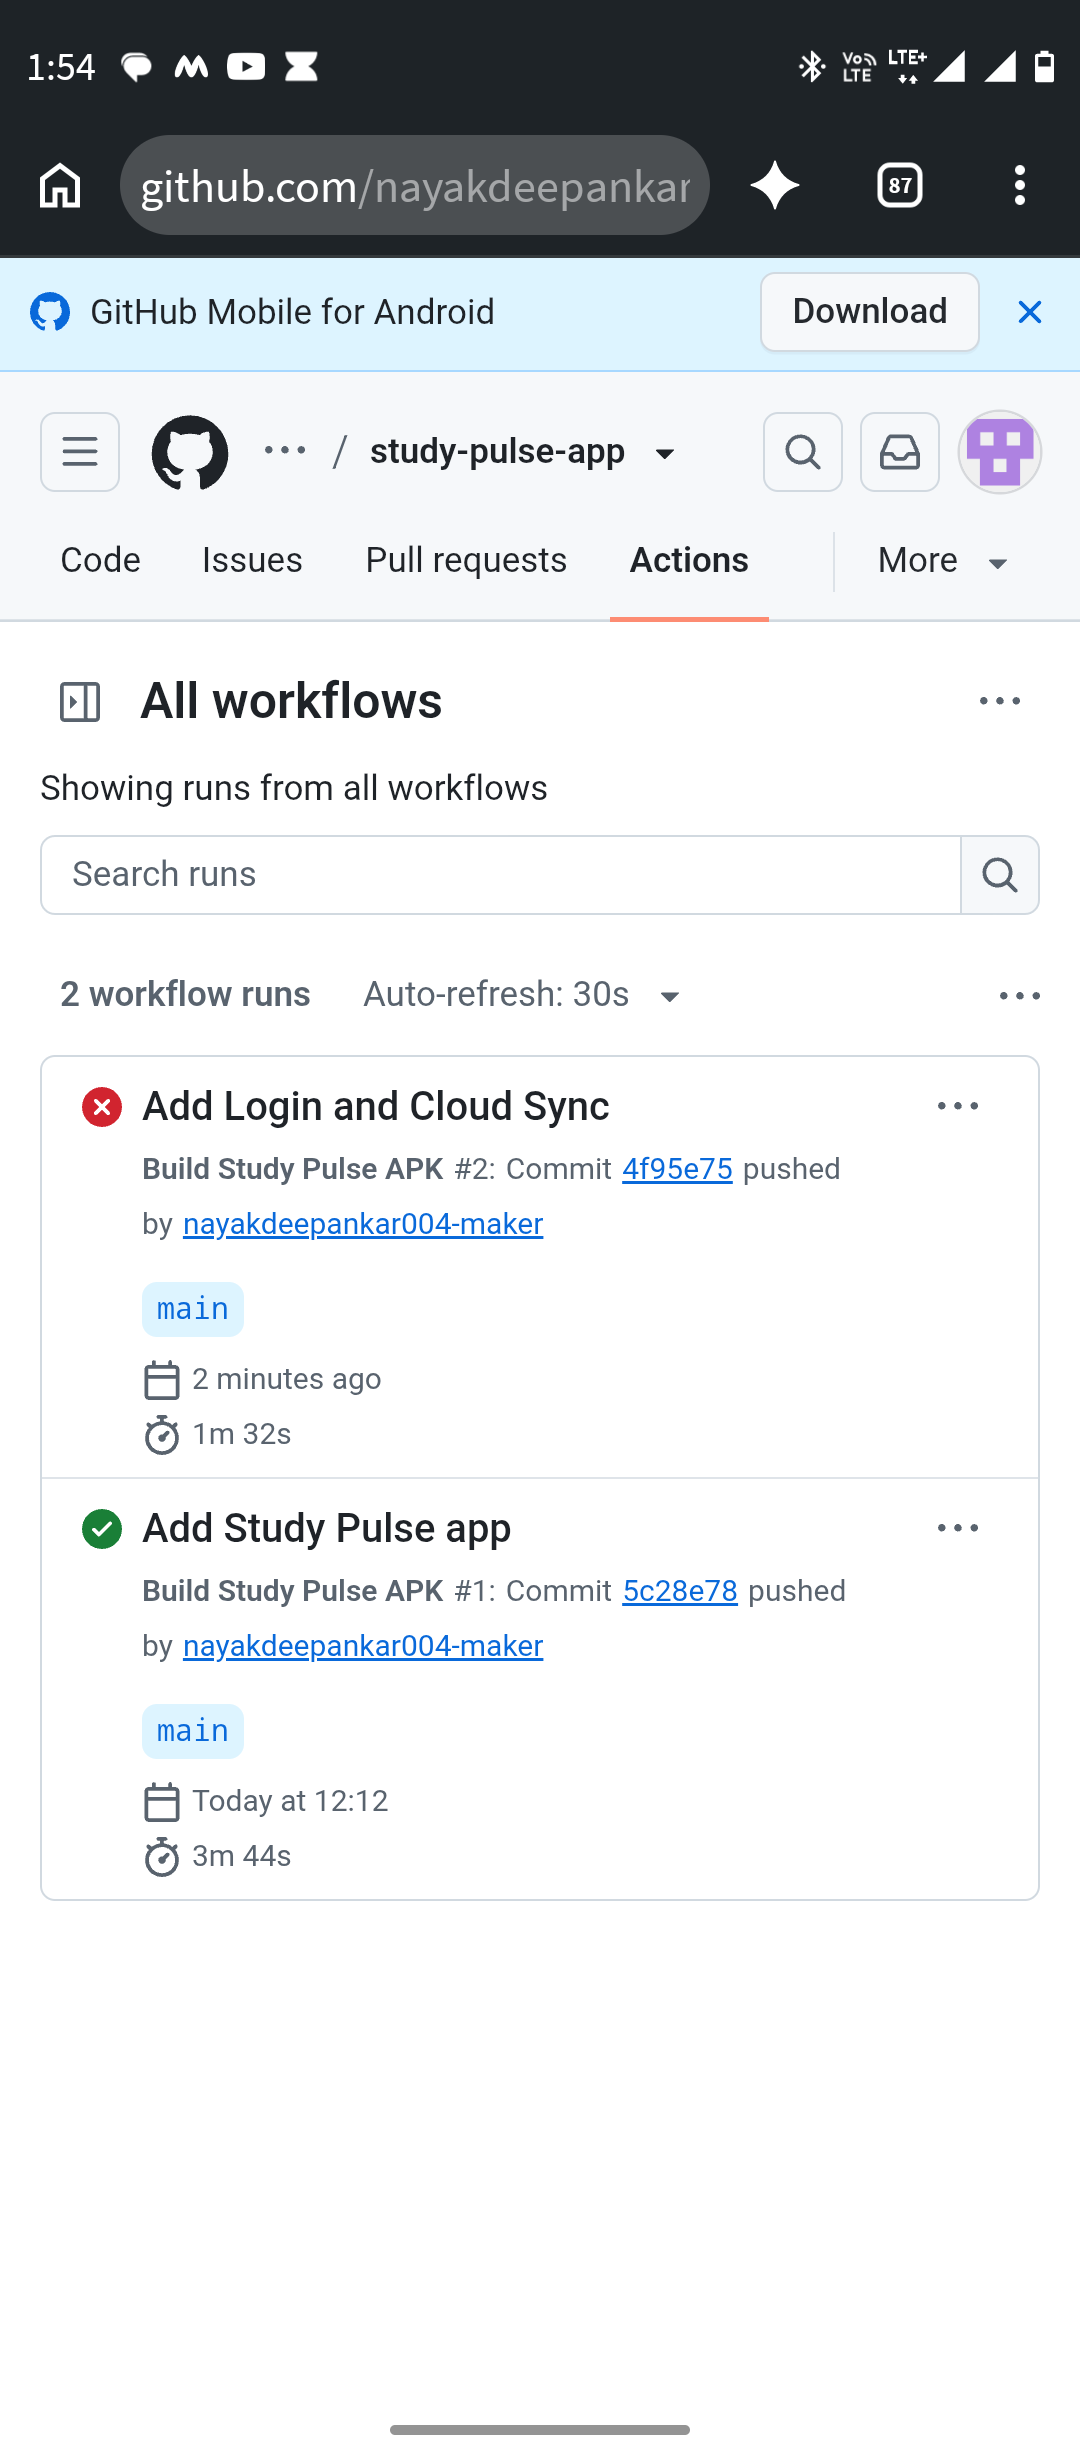 1:54
Vo LTE
LTE+
github.com/nayakdeepankar
87
GitHub Mobile for Android
Download
... / study-pulse-app
Code Issues Pull requests Actions More
All workflows
Showing runs from all workflows
Search runs
2 workflow runs Auto-refresh: 30s
Add Login and Cloud Sync
Build Study Pulse APK #2: Commit 4f95e75 pushed
by nayakdeepankar004-maker
main
2 minutes ago
1m 32s
Add Study Pulse app
Build Study Pulse APK #1: Commit 5c28e78 pushed
by nayakdeepankar004-maker
main
Today at 12:12
3m 44s